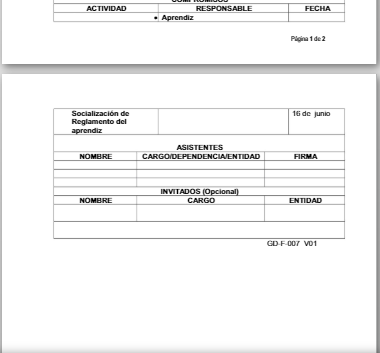 COMPROMISOS
ACTIVIDAD RESPONSABLE FECHA
• Aprendiz
Página 1 de 2
Socialización de 16 de junio
Reglamento del
aprendiz
ASISTENTES
NOMBRE CARGO/DEPENDENCIA/ENTIDAD FIRMA
INVITADOS (Opcional)
NOMBRE CARGO ENTIDAD
GD-F-007 V01